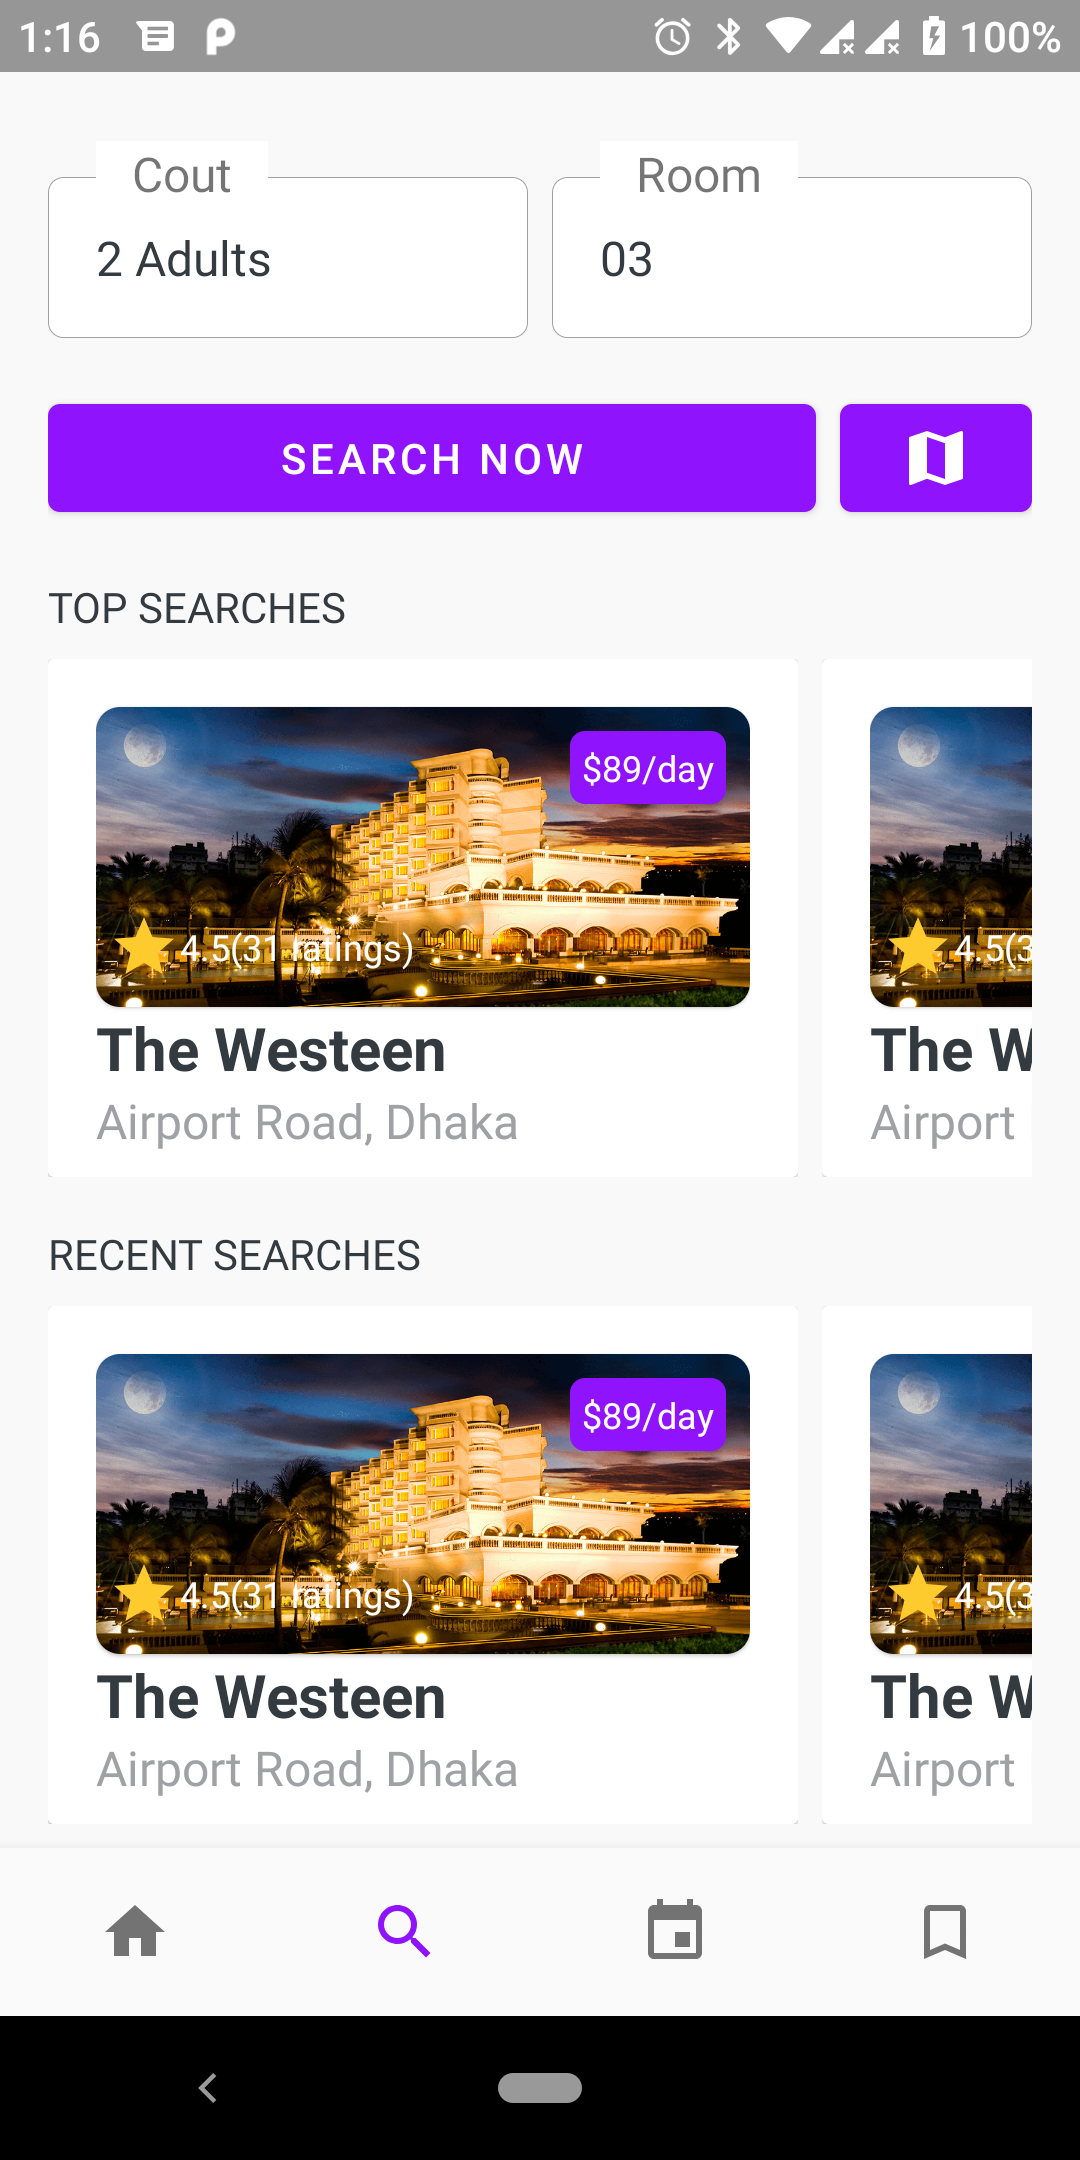 1:16 100%
Cout Room
2 Adults 03
SEARCH NOW
TOP SEARCHES
$89/day
4.5(31 ratings) 4.5(3
The Westeen The W
Airport Road, Dhaka Airport
RECENT SEARCHES
$89/day
4.5(31 ratings) 4.5(3
The Westeen The W
Airport Road, Dhaka Airport